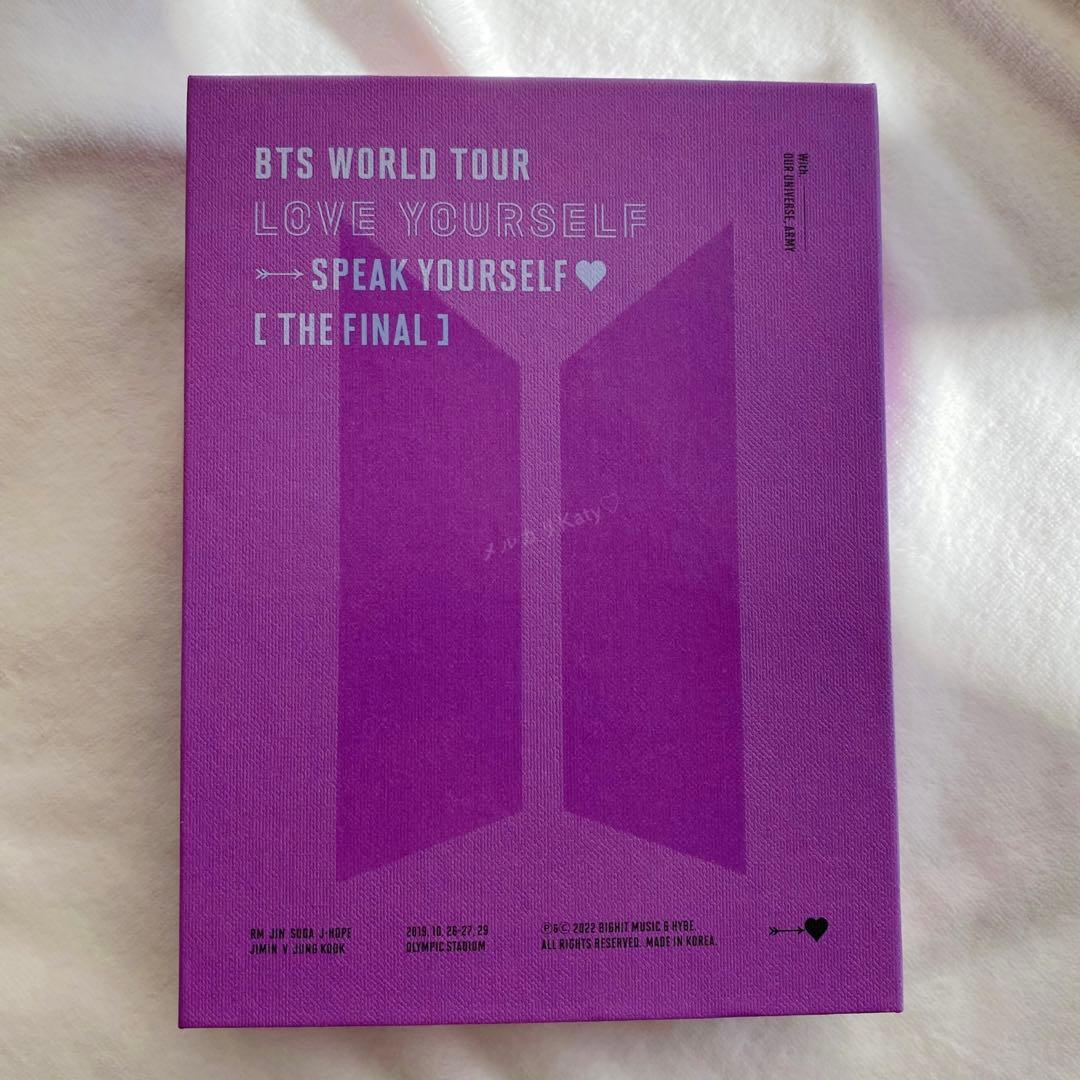 BTS WORLD TOUR
LOVE YOURSELF
SPEAK YOURSELF
[ THE FINAL ]
With.
OUR UNIVERSE, ARMY
メルカリ Katy♡
RM JIN SUGA J-HOPE
JIMIN V JUNG KOOK
2019. 10. 26-27, 29
OLYMPIC STADIUM
Ⓟ&Ⓒ 2022 BIGHIT MUSIC & HYBE.
ALL RIGHTS RESERVED. MADE IN KOREA.